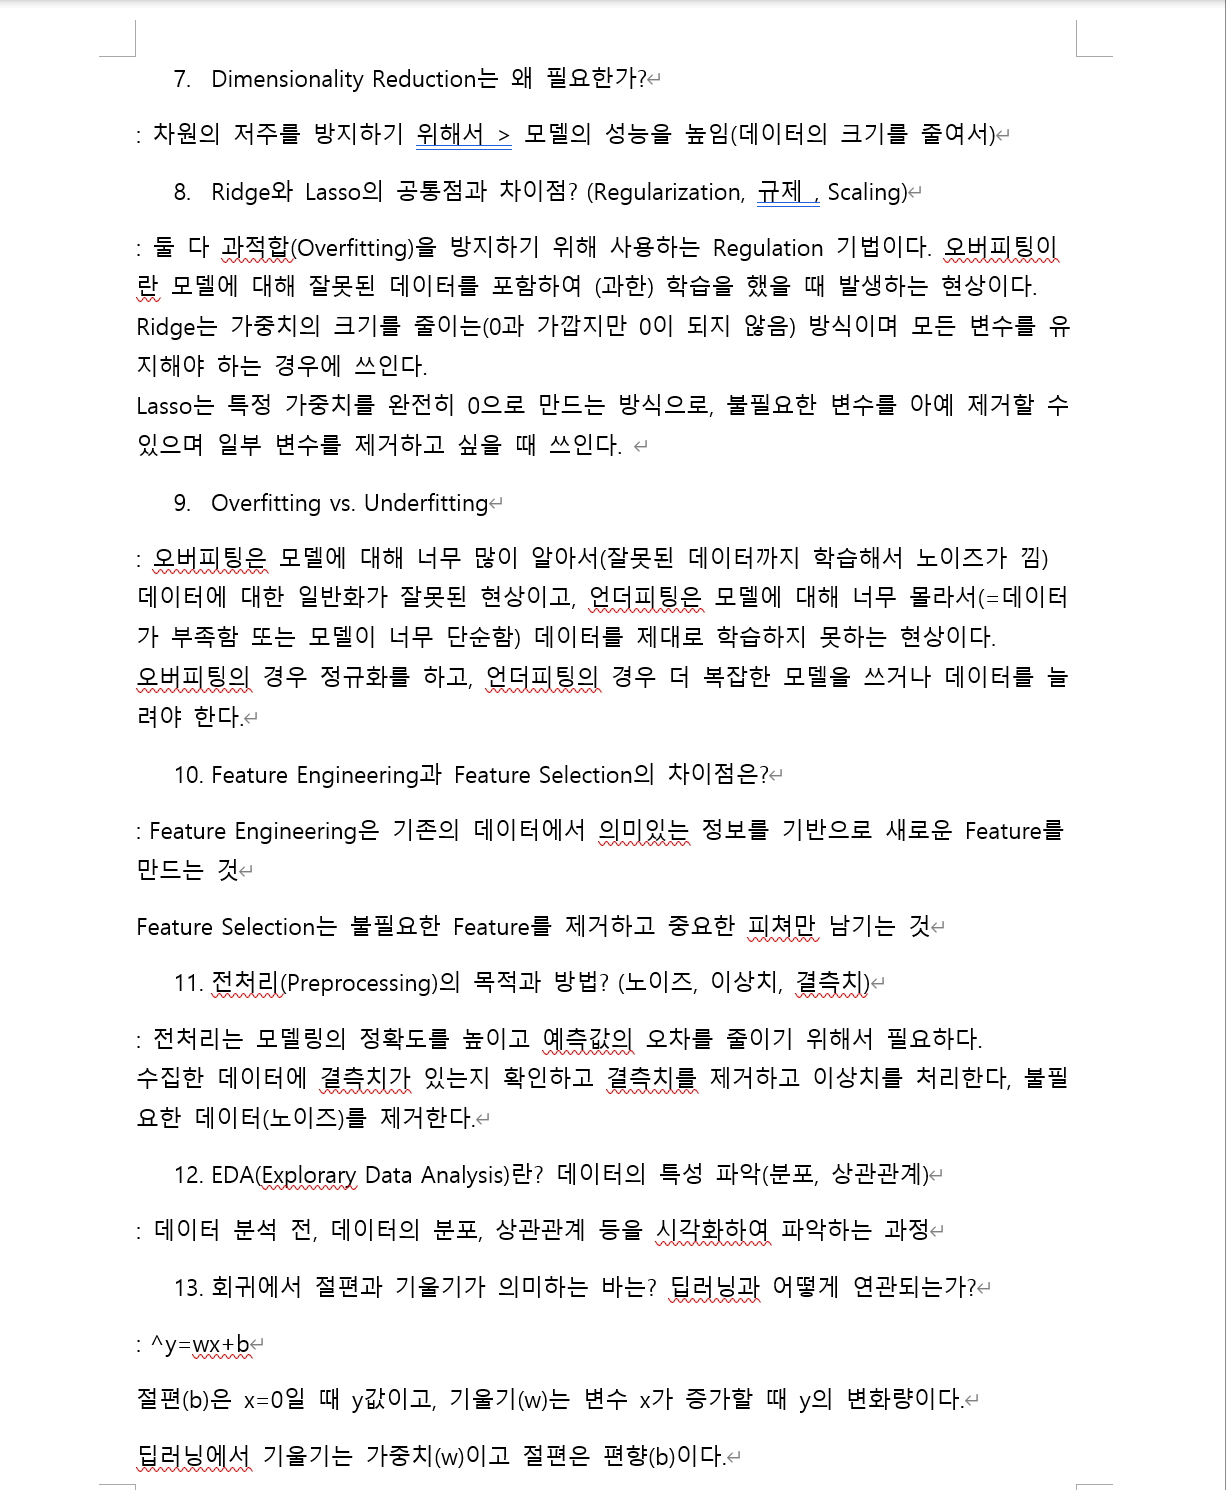 7. Dimensionality Reduction는 왜 필요한가?
: 차원의 저주를 방지하기 위해서 > 모델의 성능을 높임(데이터의 크기를 줄여서)
8. Ridge와 Lasso의 공통점과 차이점? (Regularization, 규제 , Scaling)
: 둘 다 과적합(Overfitting)을 방지하기 위해 사용하는 Regulation 기법이다. 오버피팅이
란 모델에 대해 잘못된 데이터를 포함하여 (과한) 학습을 했을 때 발생하는 현상이다.
Ridge는 가중치의 크기를 줄이는(0과 가깝지만 0이 되지 않음) 방식이며 모든 변수를 유
지해야 하는 경우에 쓰인다.
Lasso는 특정 가중치를 완전히 0으로 만드는 방식으로, 불필요한 변수를 아예 제거할 수
있으며 일부 변수를 제거하고 싶을 때 쓰인다.
9. Overfitting vs. Underfitting
: 오버피팅은 모델에 대해 너무 많이 알아서(잘못된 데이터까지 학습해서 노이즈가 낌)
데이터에 대한 일반화가 잘못된 현상이고, 언더피팅은 모델에 대해 너무 몰라서(=데이터
가 부족함 또는 모델이 너무 단순함) 데이터를 제대로 학습하지 못하는 현상이다.
오버피팅의 경우 정규화를 하고, 언더피팅의 경우 더 복잡한 모델을 쓰거나 데이터를 늘
려야 한다.
10. Feature Engineering과 Feature Selection의 차이점은?
: Feature Engineering은 기존의 데이터에서 의미있는 정보를 기반으로 새로운 Feature를
만드는 것
Feature Selection는 불필요한 Feature를 제거하고 중요한 피쳐만 남기는 것
11. 전처리(Preprocessing)의 목적과 방법? (노이즈, 이상치, 결측치)
: 전처리는 모델링의 정확도를 높이고 예측값의 오차를 줄이기 위해서 필요하다.
수집한 데이터에 결측치가 있는지 확인하고 결측치를 제거하고 이상치를 처리한다, 불필
요한 데이터(노이즈)를 제거한다.
12. EDA(Explorary Data Analysis)란? 데이터의 특성 파악(분포, 상관관계)
: 데이터 분석 전, 데이터의 분포, 상관관계 등을 시각화하여 파악하는 과정
13. 회귀에서 절편과 기울기가 의미하는 바는? 딥러닝과 어떻게 연관되는가?
: ^y=wx+b
절편(b)은 x=0일 때 y값이고, 기울기(w)는 변수 x가 증가할 때 y의 변화량이다.
딥러닝에서 기울기는 가중치(w)이고 절편은 편향(b)이다.